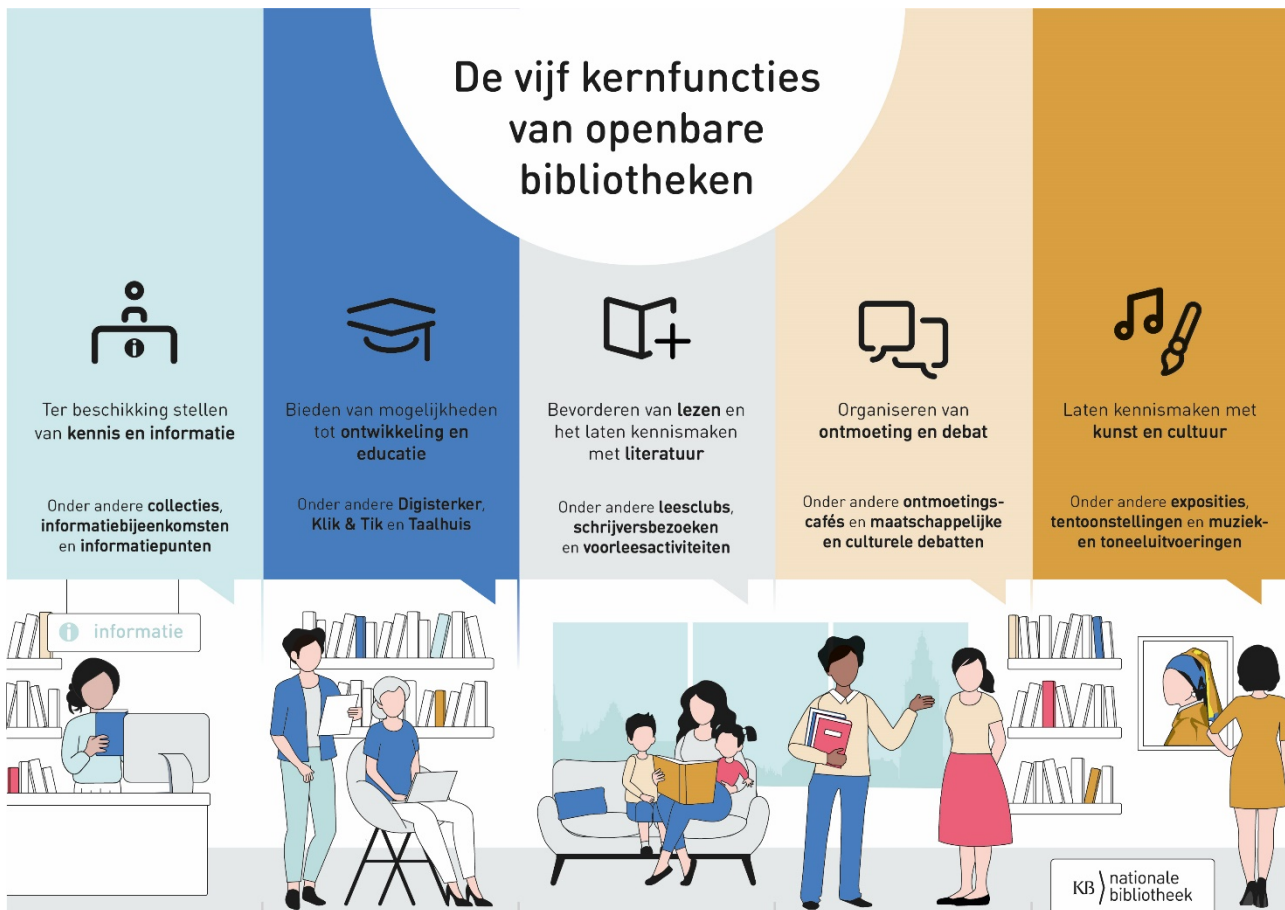 De vijf kernfuncties
van openbare
bibliotheken
Ter beschikking stellen
van kennis en informatie
Onder andere collecties,
informatiebijeenkomsten
en informatiepunten
Bieden van mogelijkheden
tot ontwikkeling en
educatie
Onder andere Digisterker,
Klik & Tik en Taalhuis
Bevorderen van lezen en
het laten kennismaken
met literatuur
Onder andere leesclubs,
schrijversbezoeken
en voorleesactiviteiten
Organiseren van
ontmoeting en debat
Onder andere ontmoetings-
cafés en maatschappelijke
en culturele debatten
Laten kennismaken met
kunst en cultuur
Onder andere exposities,
tentoonstellingen en muziek-
en toneeluitvoeringen
i informatie
KB nationale
bibliotheek